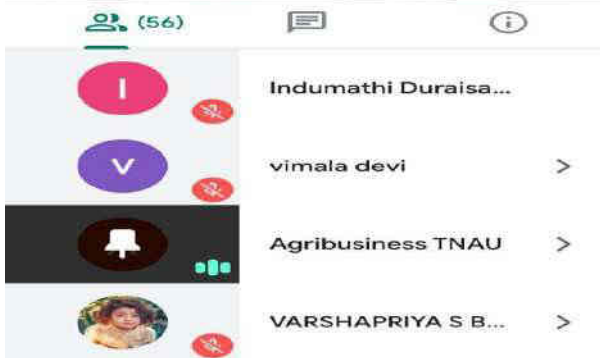 (56)
I
Indumathi Duraisa...
V
vimala devi
Agribusiness TNAU
VARSHAPRIYA S B...